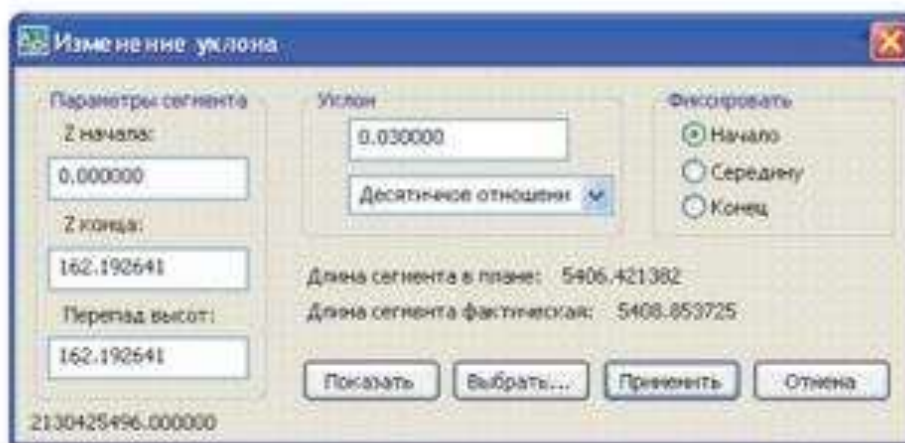 Изменение уклона
Параметры сегмента
Z начала:
0.000000
Z конца:
162.192641
Перепад высот:
162.192641
Уклон
0.030000
Десятичное отношени
Фиксировать
Начало
Середину
Конец
Длина сегмента в плане: 5406.421382
Длина сегмента фактическая: 5408.853725
Показать
Выбрать...
Применить
Отмена
2130425496.000000